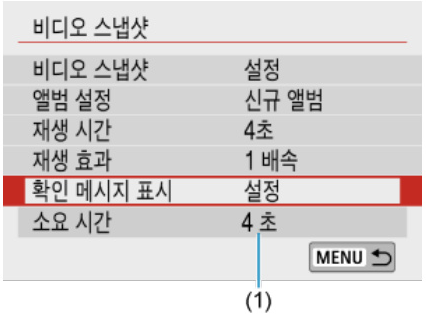 비디오 스냅샷
비디오 스냅샷 설정
앨범 설정 신규 앨범
재생 시간 4초
재생 효과 1 배속
확인 메시지 표시 설정
소요 시간 4 초
MENU
(1)